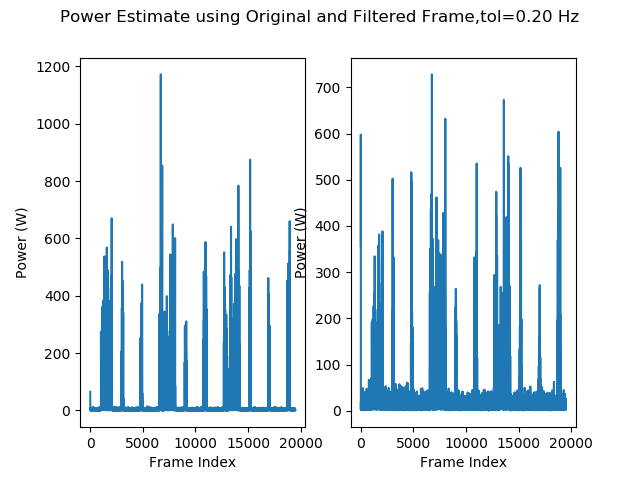 Power Estimate using Original and Filtered Frame,tol=0.20 Hz
Power (W)
1200
1000
800
600
400
200
0
0 5000 10000 15000 20000
Frame Index
Power (W)
700
600
500
400
300
200
100
0
0 5000 10000 15000 20000
Frame Index